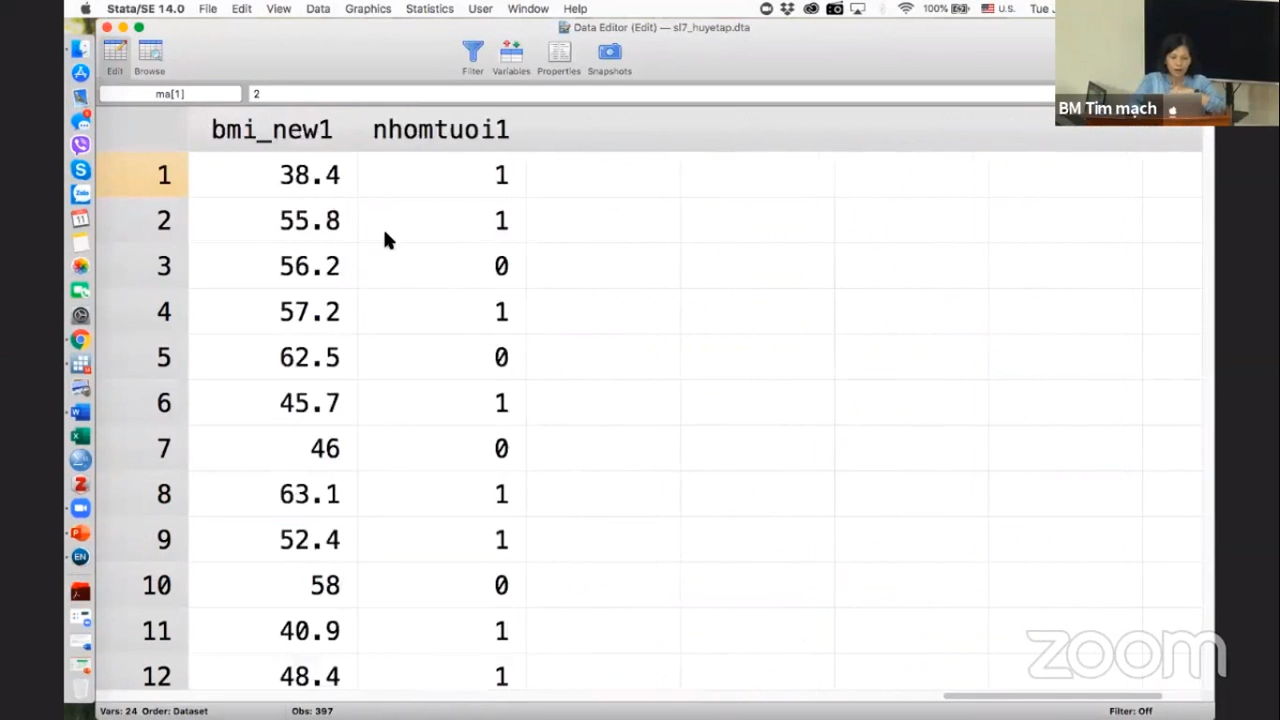 Stata/SE 14.0 File Edit View Data Graphics Statistics User Window Help 100% U.S. Tue
Data Editor (Edit) — sl7_huyetap.dta
Edit Browse Filter Variables Properties Snapshots
ma[1] 2
BM Tim mạch
bmi_new1 nhomtuoi1
1 38.4 1
2 55.8 1
3 56.2 0
4 57.2 1
5 62.5 0
6 45.7 1
7 46 0
8 63.1 1
9 52.4 1
10 58 0
11 40.9 1
12 48.4 1
zoom
Vars: 24 Order: Dataset Obs: 397 Filter: Off